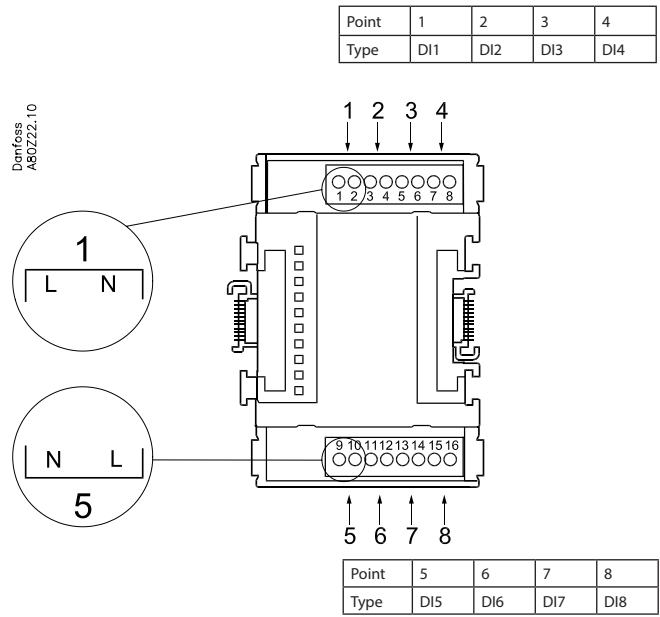 Point 1 2 3 4
Type DI1 DI2 DI3 DI4
Danfoss
A80Z22.10
1 2 3 4
1 2 3 4 5 6 7 8
1
L N
9 10 11 12 13 14 15 16
N L
5
5 6 7 8
Point 5 6 7 8
Type DI5 DI6 DI7 DI8